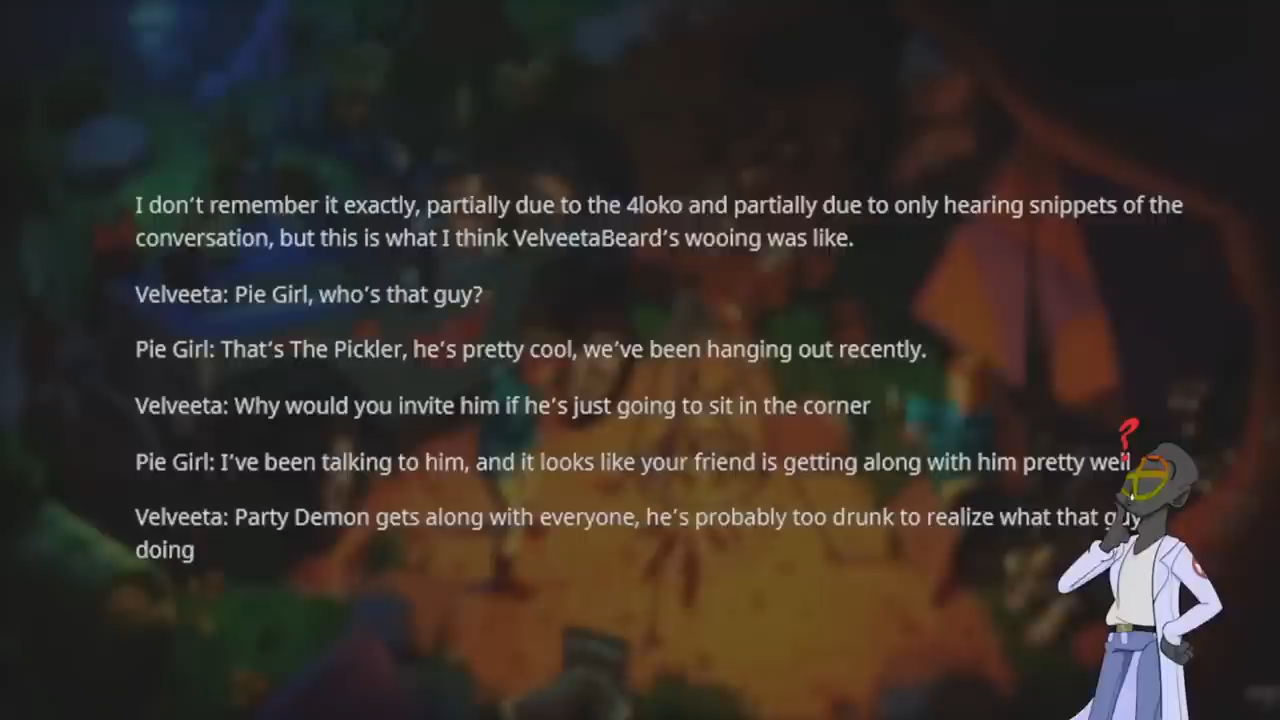 I don't remember it exactly, partially due to the 4loko and partially due to only hearing snippets of the
conversation, but this is what I think VelveetaBeard's wooing was like.
Velveeta: Pie Girl, who's that guy?
Pie Girl: That's The Pickler, he's pretty cool, we've been hanging out recently.
Velveeta: Why would you invite him if he's just going to sit in the corner
Pie Girl: I've been talking to him, and it looks like your friend is getting along with him pretty well
Velveeta: Party Demon gets along with everyone, he's probably too drunk to realize what that guy
doing
?